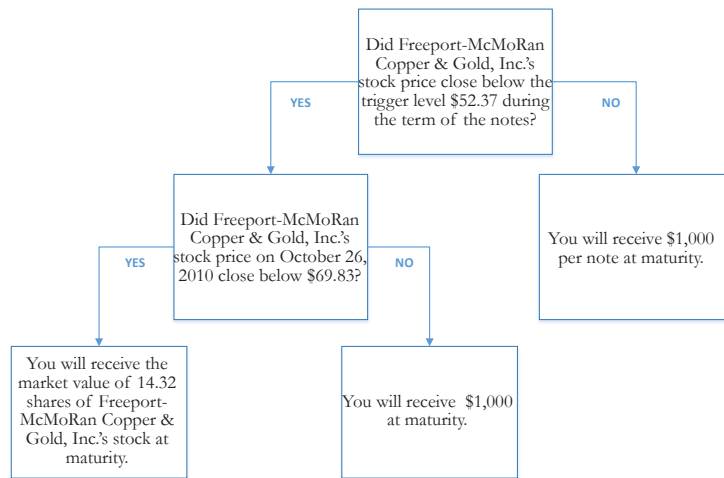 Did Freeport-McMoRan
Copper & Gold, Inc.'s
stock price close below the
trigger level $52.37 during
the term of the notes?
YES
NO
Did Freeport-McMoRan
Copper & Gold, Inc.'s
stock price on October 26,
2010 close below $69.83?
You will receive $1,000
per note at maturity.
YES
NO
You will receive the
market value of 14.32
shares of Freeport-
McMoRan Copper &
Gold, Inc.'s stock at
maturity.
You will receive $1,000
at maturity.